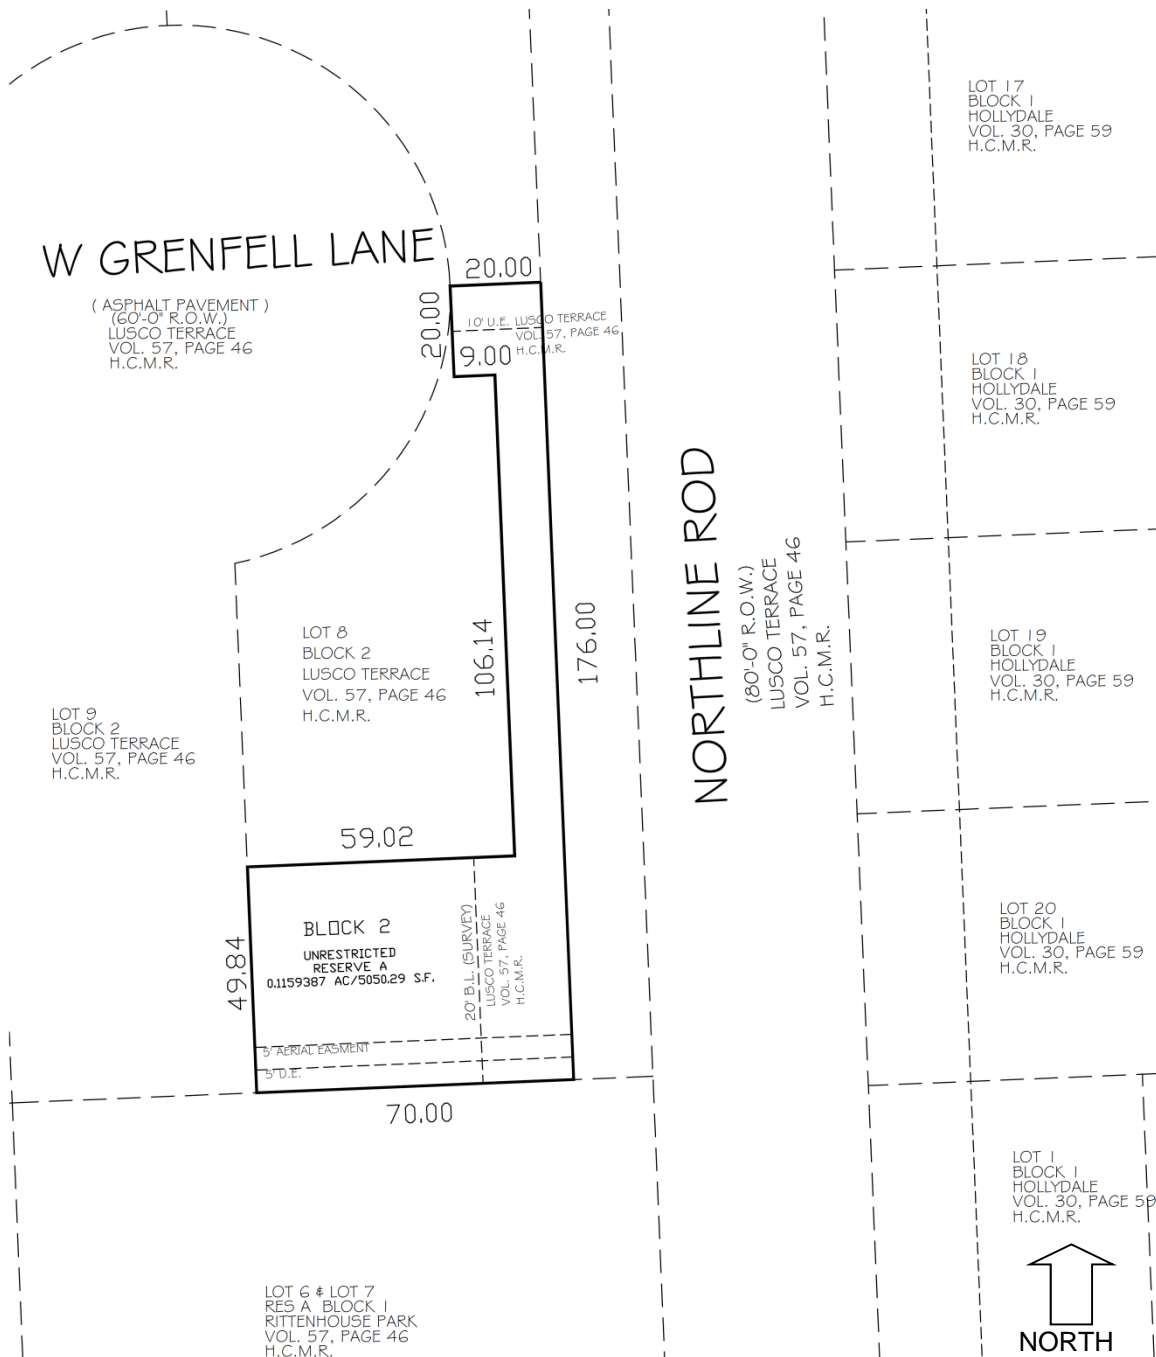 LOT 17
BLOCK 1
HOLLYDALE
VOL. 30, PAGE 59
H.C.M.R.
W GRENFELL LANE
( ASPHALT PAVEMENT )
(60'-0" R.O.W.)
LUSCO TERRACE
VOL. 57, PAGE 46
H.C.M.R.
20.00
20.00
10' U.E. LUSCO TERRACE
VOL. 57, PAGE 46
H.C.M.R.
9.00
LOT 18
BLOCK 1
HOLLYDALE
VOL. 30, PAGE 59
H.C.M.R.
NORTHLINE ROD
(80'-0" R.O.W.)
LUSCO TERRACE
VOL. 57, PAGE 46
H.C.M.R.
106.14
176.00
LOT 8
BLOCK 2
LUSCO TERRACE
VOL. 57, PAGE 46
H.C.M.R.
LOT 19
BLOCK 1
HOLLYDALE
VOL. 30, PAGE 59
H.C.M.R.
LOT 9
BLOCK 2
LUSCO TERRACE
VOL. 57, PAGE 46
H.C.M.R.
59.02
49.84
BLOCK 2
UNRESTRICTED
RESERVE A
0.1159387 AC/5050.29 S.F.
20' B.L. (SURVEY)
LUSCO TERRACE
VOL. 57, PAGE 46
H.C.M.R.
LOT 20
BLOCK 1
HOLLYDALE
VOL. 30, PAGE 59
H.C.M.R.
5' AERIAL EASMENT
5' U.E.
70.00
LOT 1
BLOCK 1
HOLLYDALE
VOL. 30, PAGE 59
H.C.M.R.
LOT 6 & LOT 7
RES A BLOCK 1
RITTENHOUSE PARK
VOL. 57, PAGE 46
H.C.M.R.
NORTH